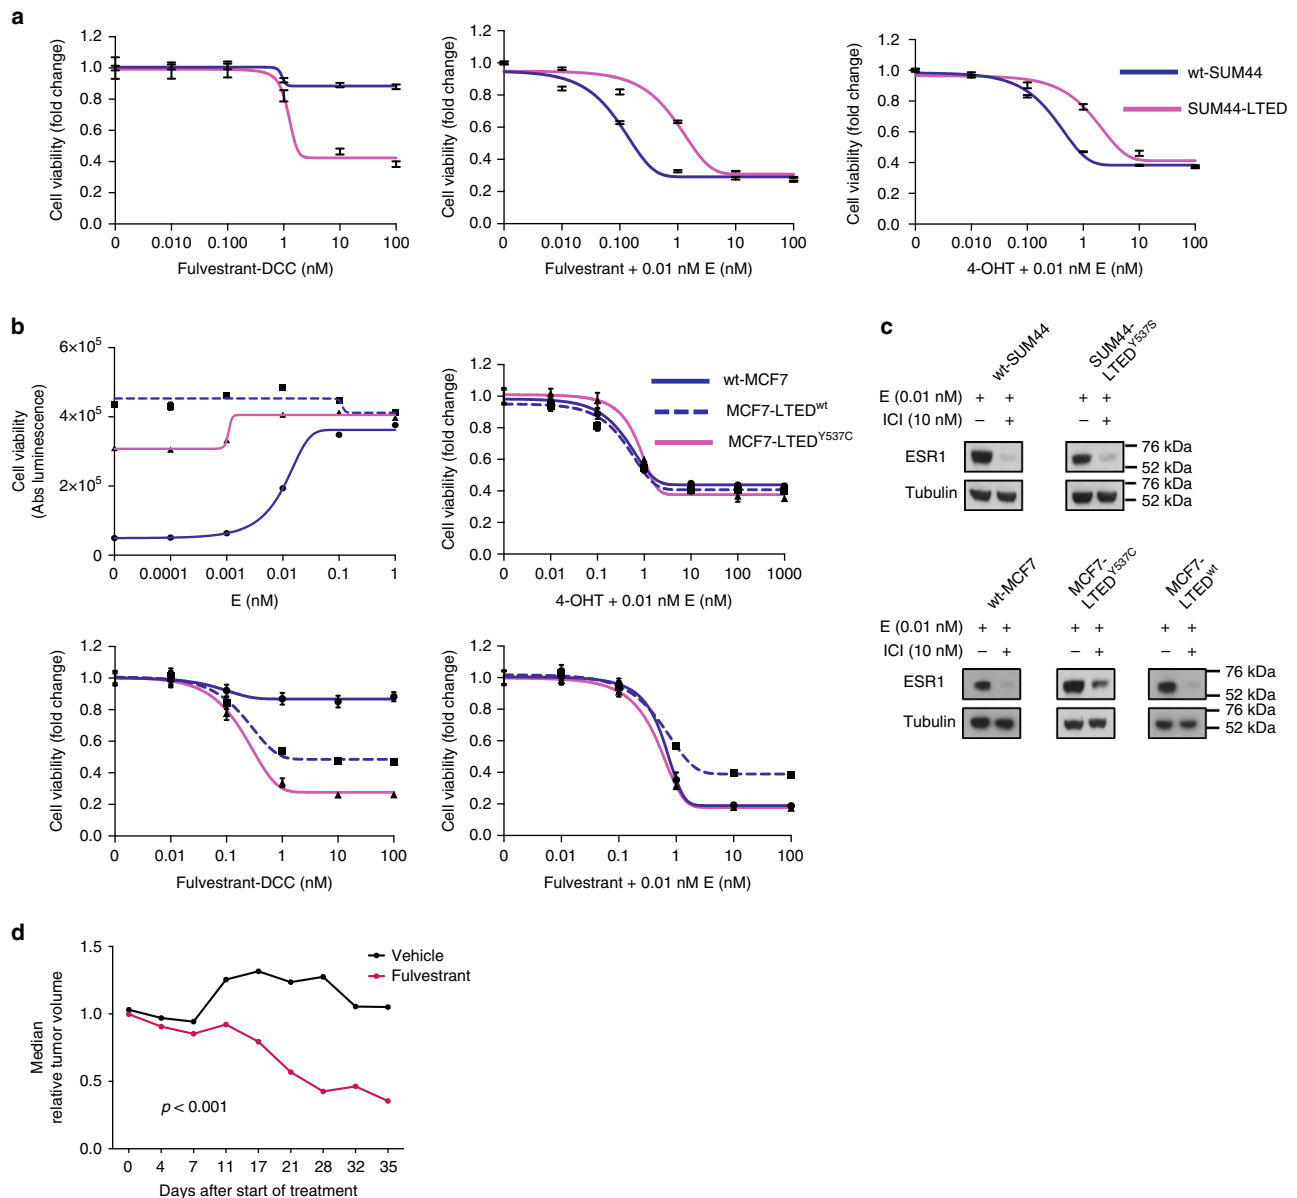 a
Cell viability (fold change)
1.2
1.0
0.8
0.6
0.4
0.2
0.0
0 0.010 0.100 1 10 100
Fulvestrant-DCC (nM)
Cell viability (fold change)
1.2
1.0
0.8
0.6
0.4
0.2
0.0
0 0.010 0.100 1 10 100
Fulvestrant + 0.01 nM E (nM)
Cell viability (fold change)
1.2
1.0
0.8
0.6
0.4
0.2
0.0
0 0.010 0.100 1 10 100
4-OHT + 0.01 nM E (nM)
wt-SUM44
SUM44-LTED
b
Cell viability
(Abs luminescence)
6×10⁵
4×10⁵
2×10⁵
0
0 0.0001 0.001 0.01 0.1 1
E (nM)
Cell viability (fold change)
1.2
1.0
0.8
0.6
0.4
0.2
0.0
0 0.01 0.1 1 10 100 1000
4-OHT + 0.01 nM E (nM)
wt-MCF7
MCF7-LTEDʷᵗ
MCF7-LTEDY537C
Cell viability (fold change)
1.2
1.0
0.8
0.6
0.4
0.2
0.0
0 0.01 0.1 1 10 100
Fulvestrant-DCC (nM)
Cell viability (fold change)
1.2
1.0
0.8
0.6
0.4
0.2
0.0
0 0.01 0.1 1 10 100
Fulvestrant + 0.01 nM E (nM)
c
wt-SUM44
SUM44-
LTEDY537S
E (0.01 nM) + + + +
ICI (10 nM) − + − +
ESR1
76 kDa
52 kDa
Tubulin
76 kDa
52 kDa
wt-MCF7
MCF7-
LTEDY537C
MCF7-
LTEDʷᵗ
E (0.01 nM) + + + + + +
ICI (10 nM) − + − + − +
ESR1
76 kDa
52 kDa
Tubulin
76 kDa
52 kDa
d
Median
relative tumor volume
1.5
1.0
0.5
0.0
Vehicle
Fulvestrant
p < 0.001
0 4 7 11 17 21 28 32 35
Days after start of treatment